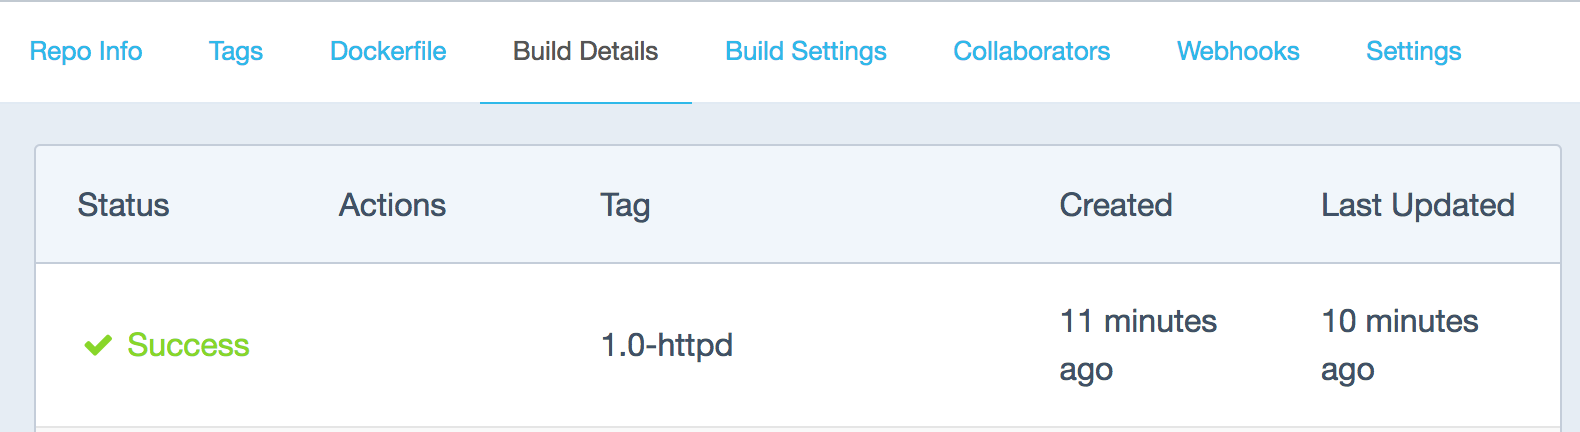 Repo Info Tags Dockerfile Build Details Build Settings Collaborators Webhooks Settings
Status Actions Tag Created Last Updated
Success 1.0-httpd 11 minutes ago 10 minutes ago